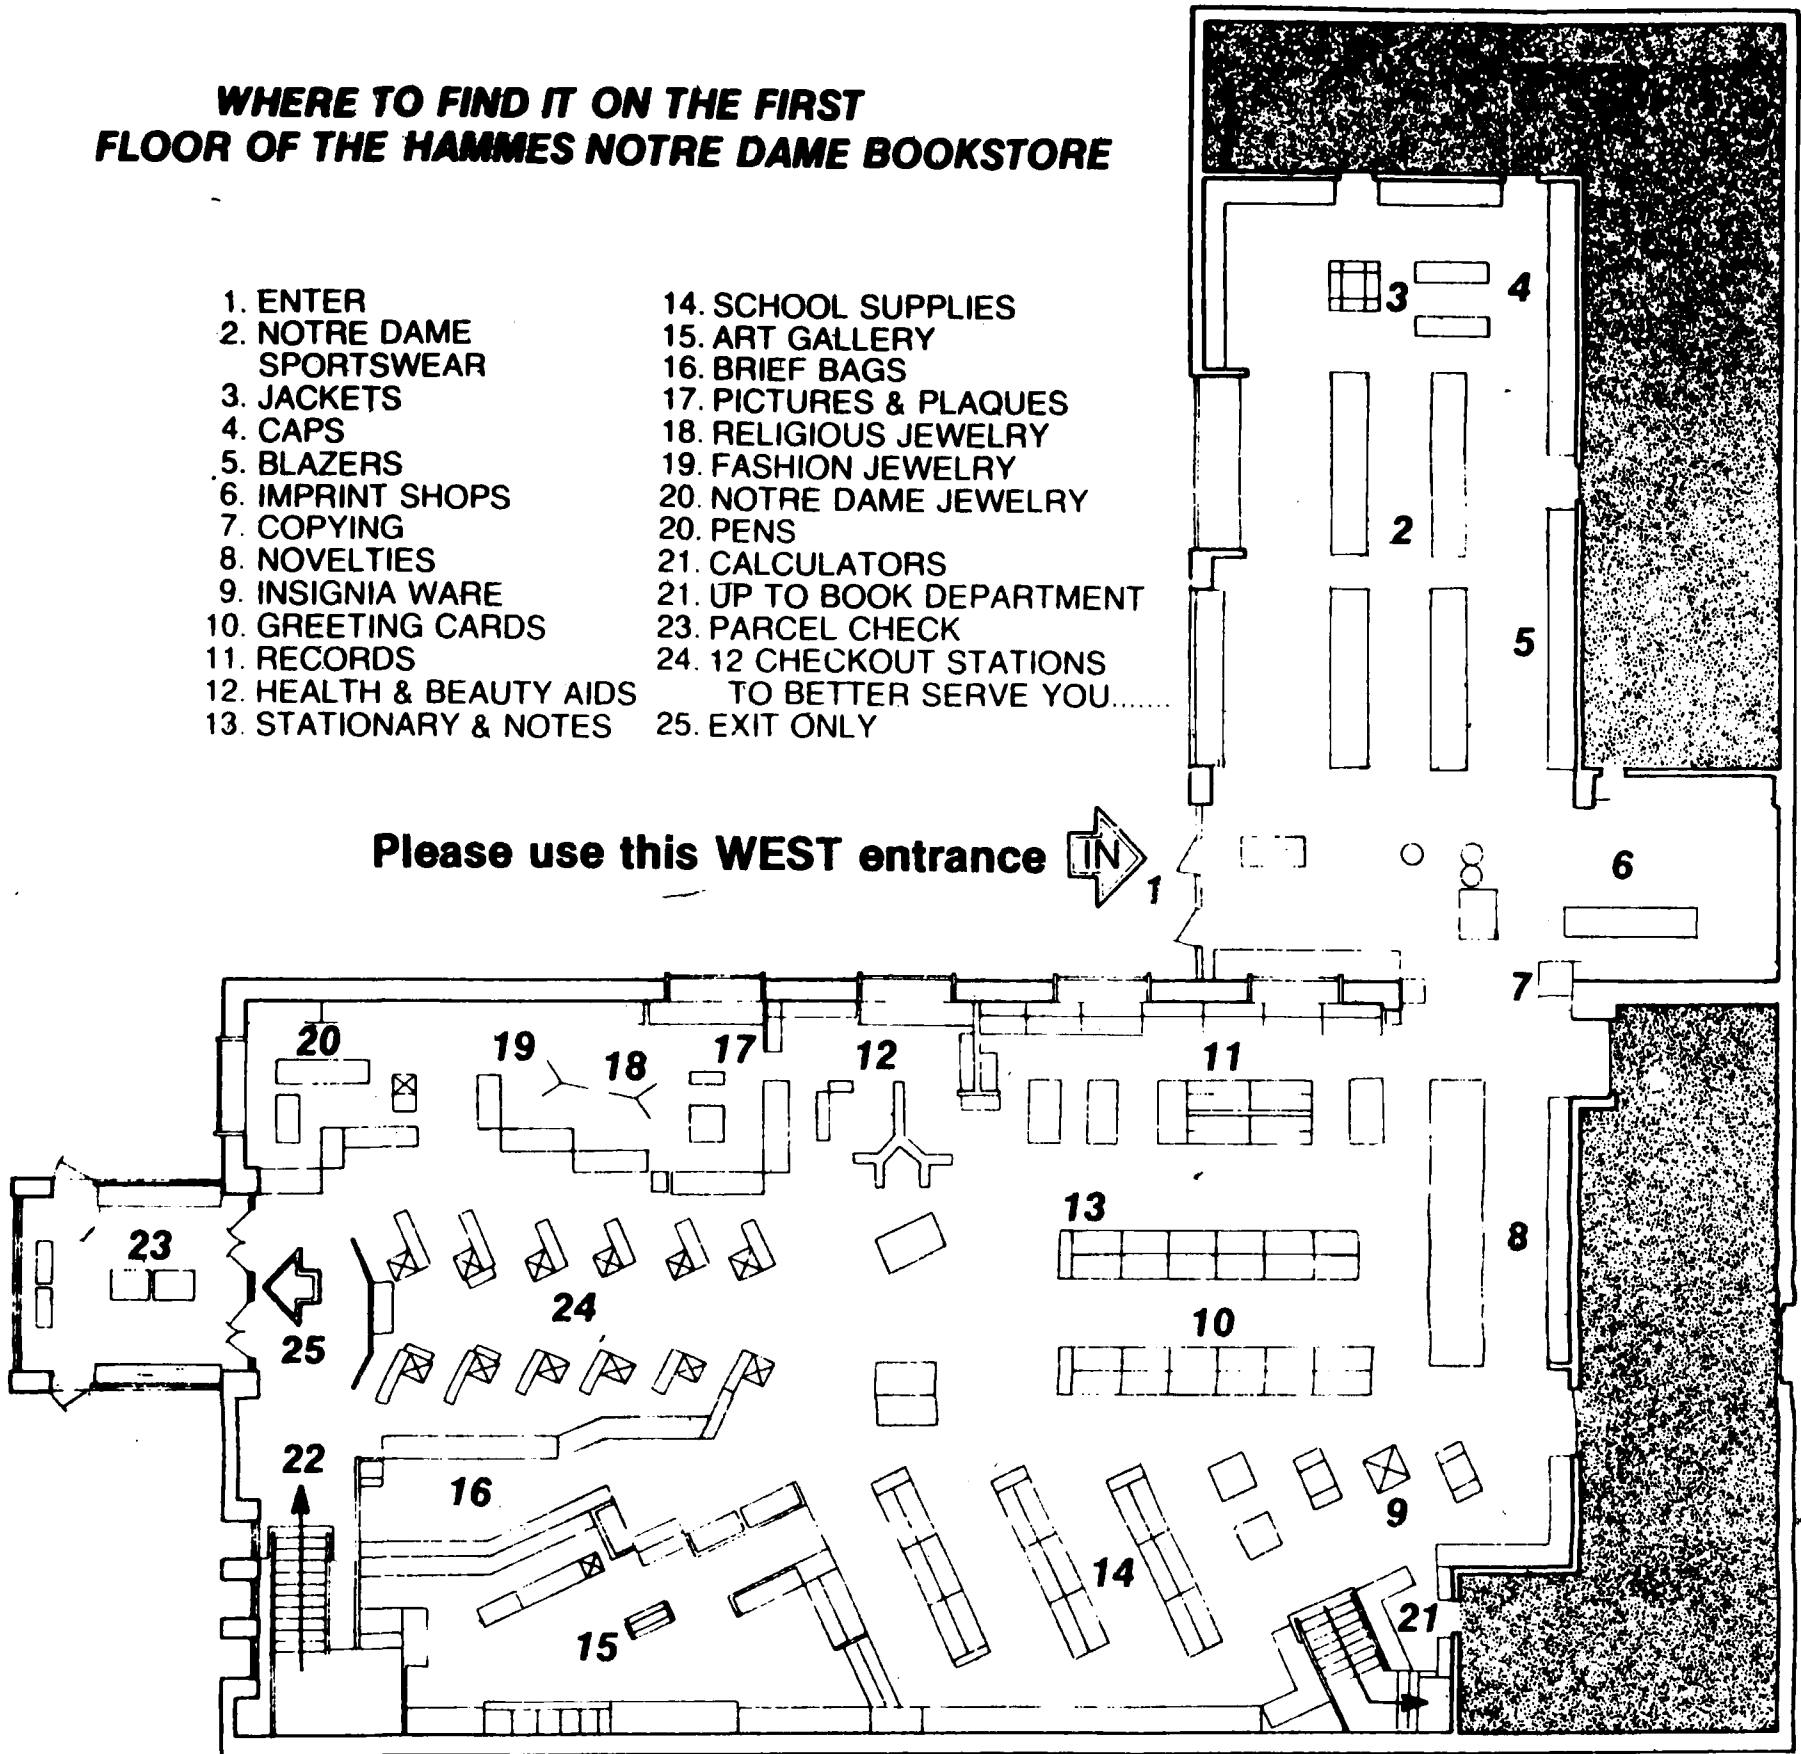 WHERE TO FIND IT ON THE FIRST
FLOOR OF THE HAMMES NOTRE DAME BOOKSTORE
1. ENTER
2. NOTRE DAME
SPORTSWEAR
3. JACKETS
4. CAPS
5. BLAZERS
6. IMPRINT SHOPS
7. COPYING
8. NOVELTIES
9. INSIGNIA WARE
10. GREETING CARDS
11. RECORDS
12. HEALTH & BEAUTY AIDS
13. STATIONARY & NOTES
14. SCHOOL SUPPLIES
15. ART GALLERY
16. BRIEF BAGS
17. PICTURES & PLAQUES
18. RELIGIOUS JEWELRY
19. FASHION JEWELRY
20. NOTRE DAME JEWELRY
20. PENS
21. CALCULATORS
21. UP TO BOOK DEPARTMENT
23. PARCEL CHECK
24. 12 CHECKOUT STATIONS
TO BETTER SERVE YOU.......
25. EXIT ONLY
3
4
2
5
Please use this WEST entrance IN
1
6
7
20
19
18
17
12
11
13
8
23
24
10
25
22
16
9
14
15
21